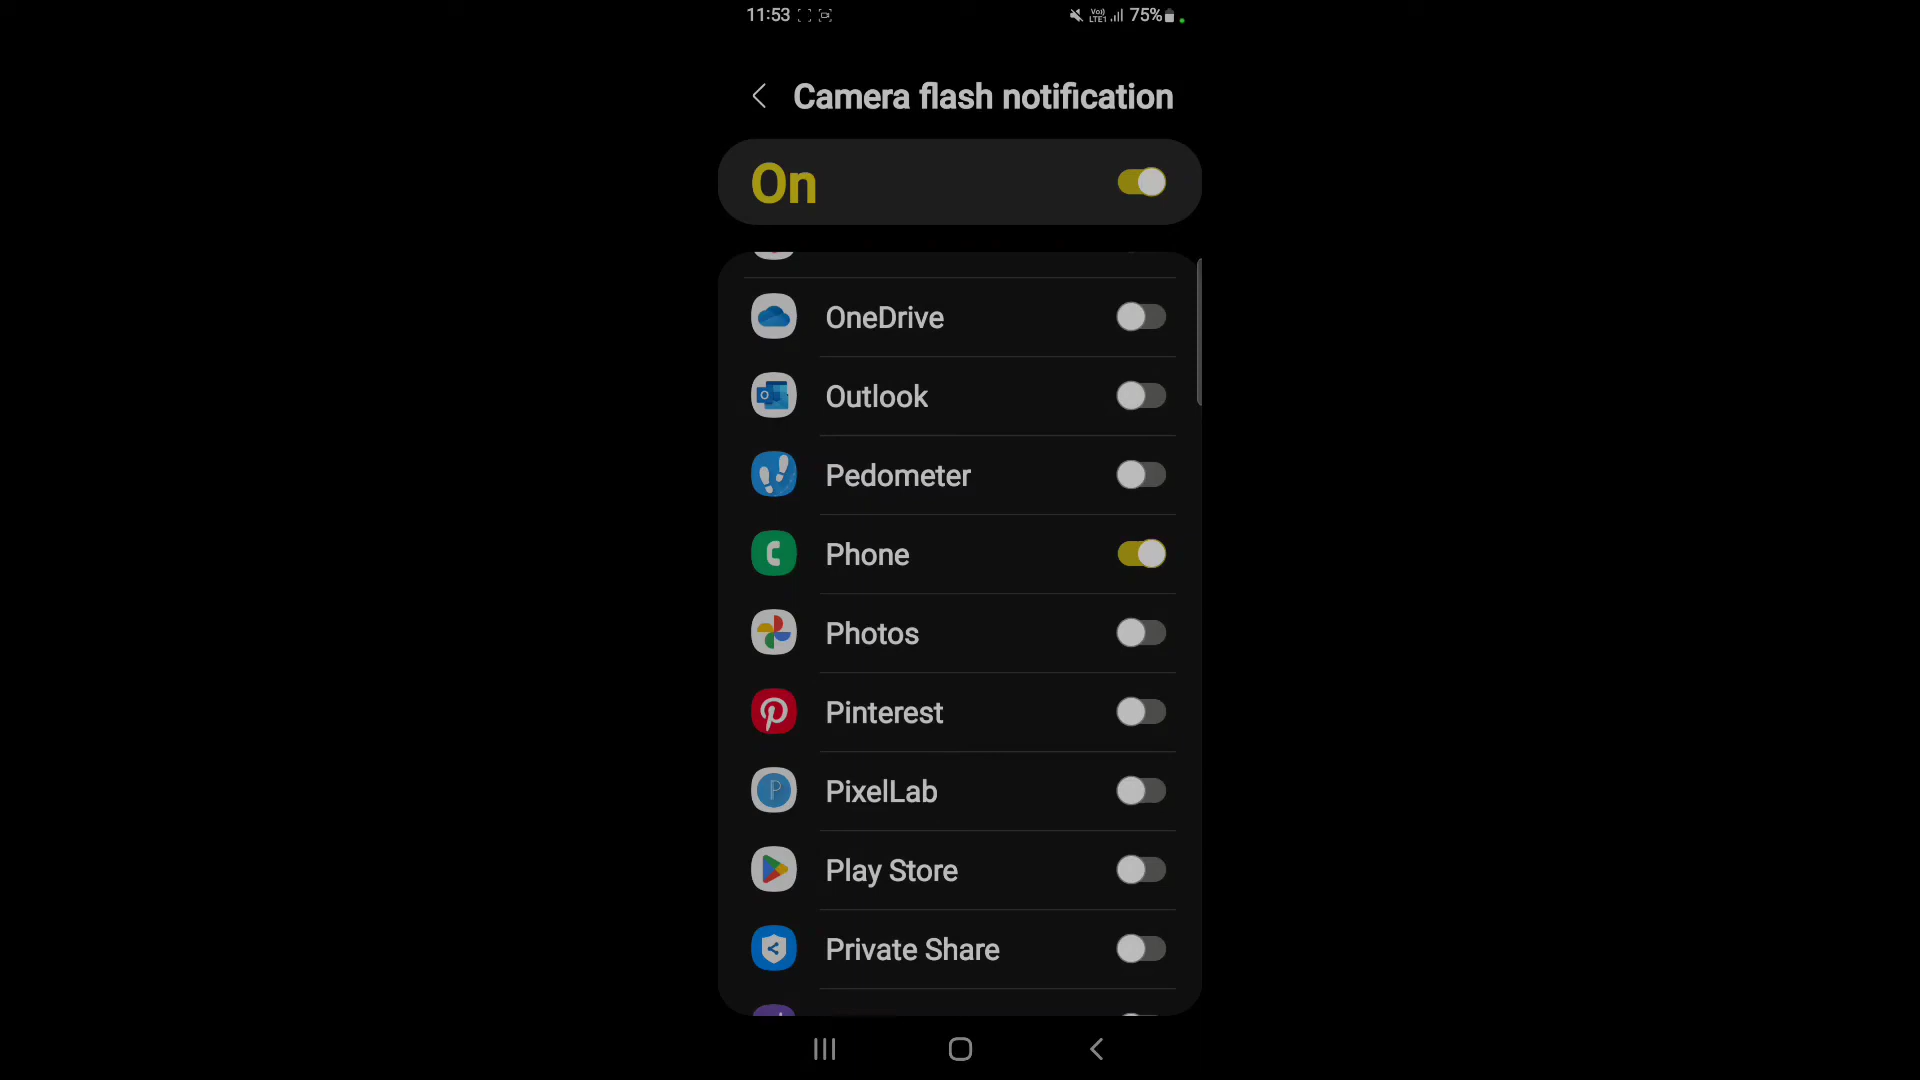 11:53 75%
Camera flash notification
On
OneDrive
Outlook
Pedometer
Phone
Photos
Pinterest
PixelLab
Play Store
Private Share